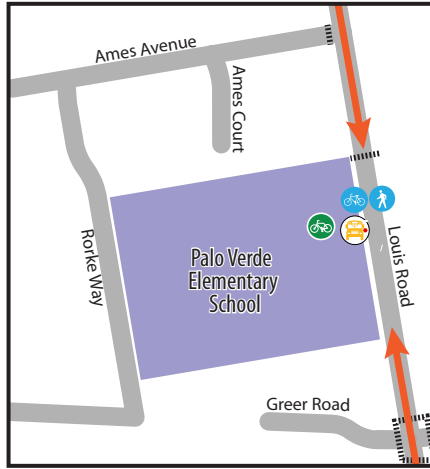 Ames Avenue
Ames Court
Rorke Way
Palo Verde
Elementary
School
Louis Road
Greer Road